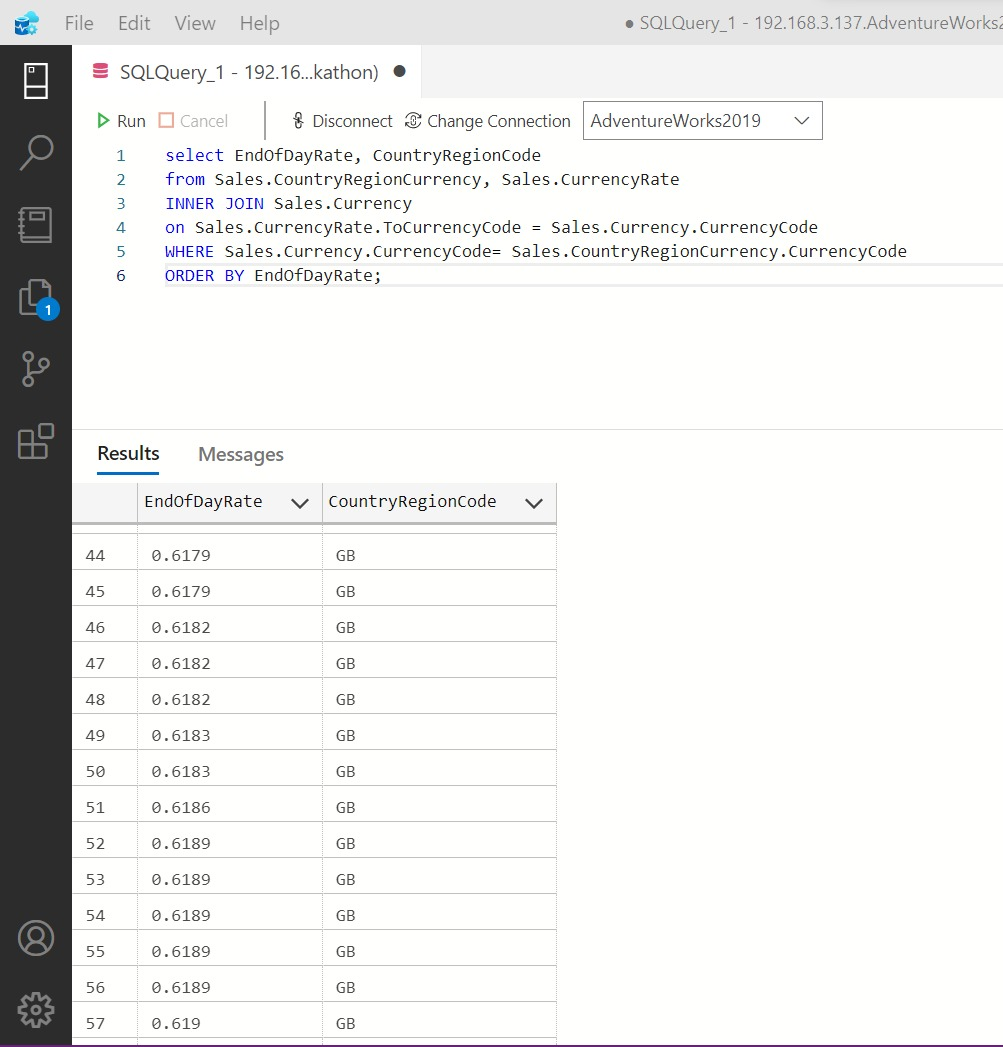 File Edit View Help
● SQLQuery_1 - 192.168.3.137.AdventureWorks2
SQLQuery_1 - 192.16...kathon) ●
Run Cancel Disconnect Change Connection AdventureWorks2019
1 select EndOfDayRate, CountryRegionCode
2 from Sales.CountryRegionCurrency, Sales.CurrencyRate
3 INNER JOIN Sales.Currency
4 on Sales.CurrencyRate.ToCurrencyCode = Sales.Currency.CurrencyCode
5 WHERE Sales.Currency.CurrencyCode= Sales.CountryRegionCurrency.CurrencyCode
6 ORDER BY EndOfDayRate;
1
Results Messages
EndOfDayRate CountryRegionCode
44 0.6179 GB
45 0.6179 GB
46 0.6182 GB
47 0.6182 GB
48 0.6182 GB
49 0.6183 GB
50 0.6183 GB
51 0.6186 GB
52 0.6189 GB
53 0.6189 GB
54 0.6189 GB
55 0.6189 GB
56 0.6189 GB
57 0.619 GB